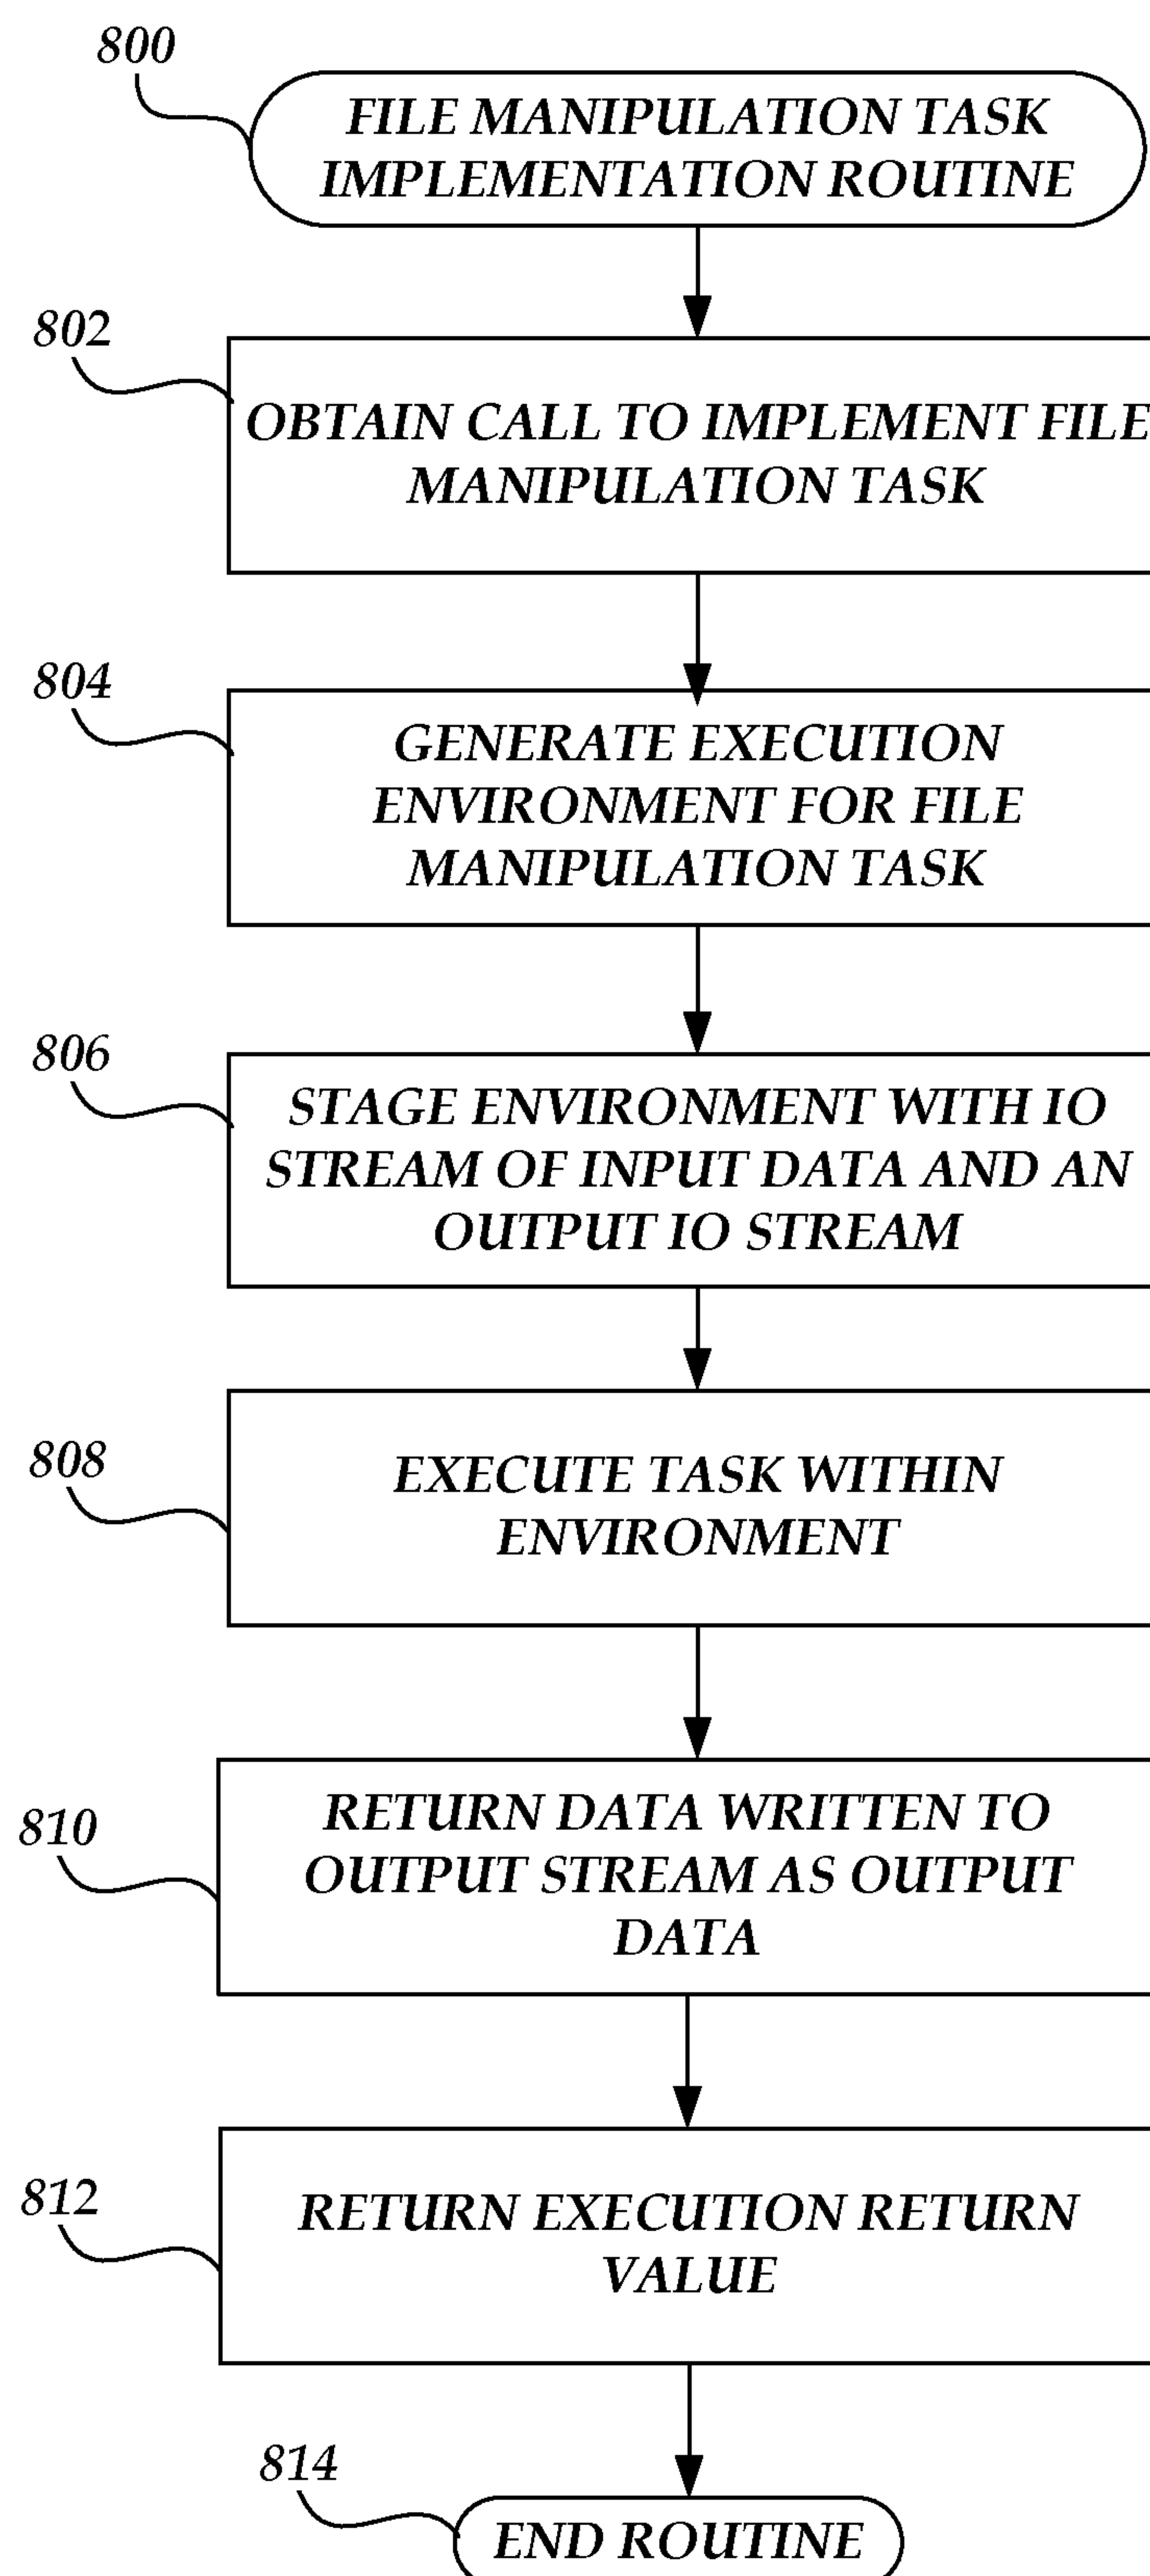 800
FILE MANIPULATION TASK
IMPLEMENTATION ROUTINE
802
OBTAIN CALL TO IMPLEMENT FILE
MANIPULATION TASK
804
GENERATE EXECUTION
ENVIRONMENT FOR FILE
MANIPULATION TASK
806
STAGE ENVIRONMENT WITH IO
STREAM OF INPUT DATA AND AN
OUTPUT IO STREAM
808
EXECUTE TASK WITHIN
ENVIRONMENT
810
RETURN DATA WRITTEN TO
OUTPUT STREAM AS OUTPUT
DATA
812
RETURN EXECUTION RETURN
VALUE
814
END ROUTINE